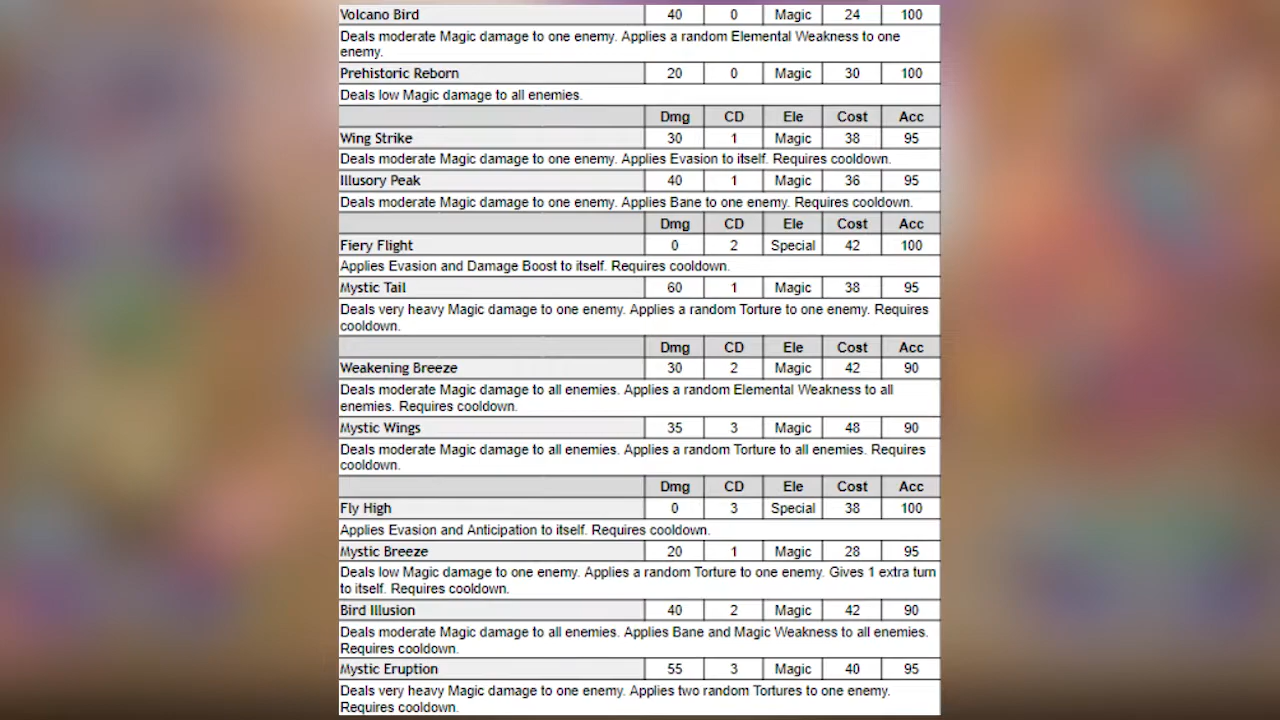 Volcano Bird 40 0 Magic 24 100
Deals moderate Magic damage to one enemy. Applies a random Elemental Weakness to one
enemy.
Prehistoric Reborn 20 0 Magic 30 100
Deals low Magic damage to all enemies.
Dmg CD Ele Cost Acc
Wing Strike 30 1 Magic 38 95
Deals moderate Magic damage to one enemy. Applies Evasion to itself. Requires cooldown.
Illusory Peak 40 1 Magic 36 95
Deals moderate Magic damage to one enemy. Applies Bane to one enemy. Requires cooldown.
Dmg CD Ele Cost Acc
Fiery Flight 0 2 Special 42 100
Applies Evasion and Damage Boost to itself. Requires cooldown.
Mystic Tail 60 1 Magic 38 95
Deals very heavy Magic damage to one enemy. Applies a random Torture to one enemy. Requires
cooldown.
Dmg CD Ele Cost Acc
Weakening Breeze 30 2 Magic 42 90
Deals moderate Magic damage to all enemies. Applies a random Elemental Weakness to all
enemies. Requires cooldown.
Mystic Wings 35 3 Magic 48 90
Deals moderate Magic damage to all enemies. Applies a random Torture to all enemies. Requires
cooldown.
Dmg CD Ele Cost Acc
Fly High 0 3 Special 38 100
Applies Evasion and Anticipation to itself. Requires cooldown.
Mystic Breeze 20 1 Magic 28 95
Deals low Magic damage to one enemy. Applies a random Torture to one enemy. Gives 1 extra turn
to itself. Requires cooldown.
Bird Illusion 40 2 Magic 42 90
Deals moderate Magic damage to all enemies. Applies Bane and Magic Weakness to all enemies.
Requires cooldown.
Mystic Eruption 55 3 Magic 40 95
Deals very heavy Magic damage to one enemy. Applies two random Tortures to one enemy.
Requires cooldown.